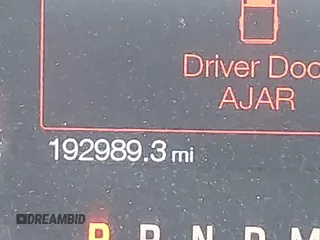 Driver Doo
AJAR
192989.3 mi
DREAMBID
P R N D M